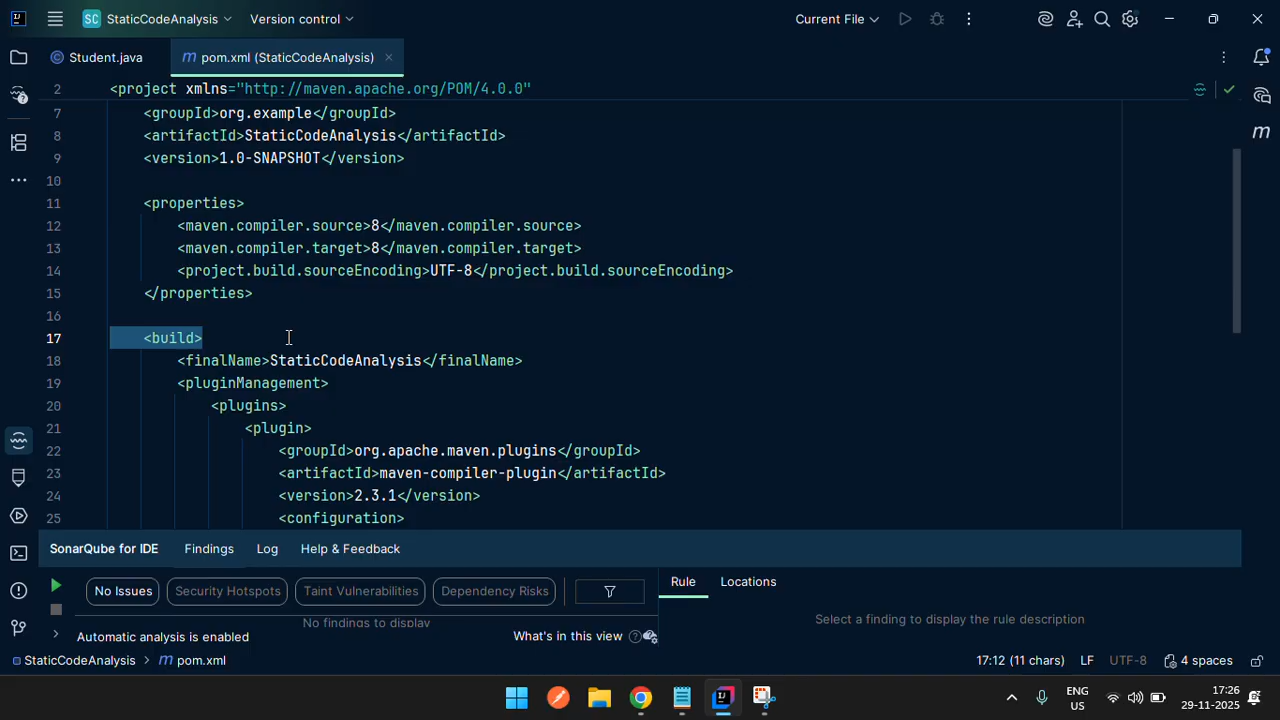 SC StaticCodeAnalysis Version control Current File
Student.java pom.xml (StaticCodeAnalysis)
2 <project xmlns="http://maven.apache.org/POM/4.0.0"
7 <groupId>org.example</groupId>
8 <artifactId>StaticCodeAnalysis</artifactId>
9 <version>1.0-SNAPSHOT</version>
10
11 <properties>
12 <maven.compiler.source>8</maven.compiler.source>
13 <maven.compiler.target>8</maven.compiler.target>
14 <project.build.sourceEncoding>UTF-8</project.build.sourceEncoding>
15 </properties>
16
17 <build>
18 <finalName>StaticCodeAnalysis</finalName>
19 <pluginManagement>
20 <plugins>
21 <plugin>
22 <groupId>org.apache.maven.plugins</groupId>
23 <artifactId>maven-compiler-plugin</artifactId>
24 <version>2.3.1</version>
25 <configuration>
SonarQube for IDE Findings Log Help & Feedback
No Issues Security Hotspots Taint Vulnerabilities Dependency Risks
Rule Locations
No findings to display
Select a finding to display the rule description
Automatic analysis is enabled What's in this view
StaticCodeAnalysis pom.xml 17:12 (11 chars) LF UTF-8 4 spaces
ENG US 17:26 29-11-2025